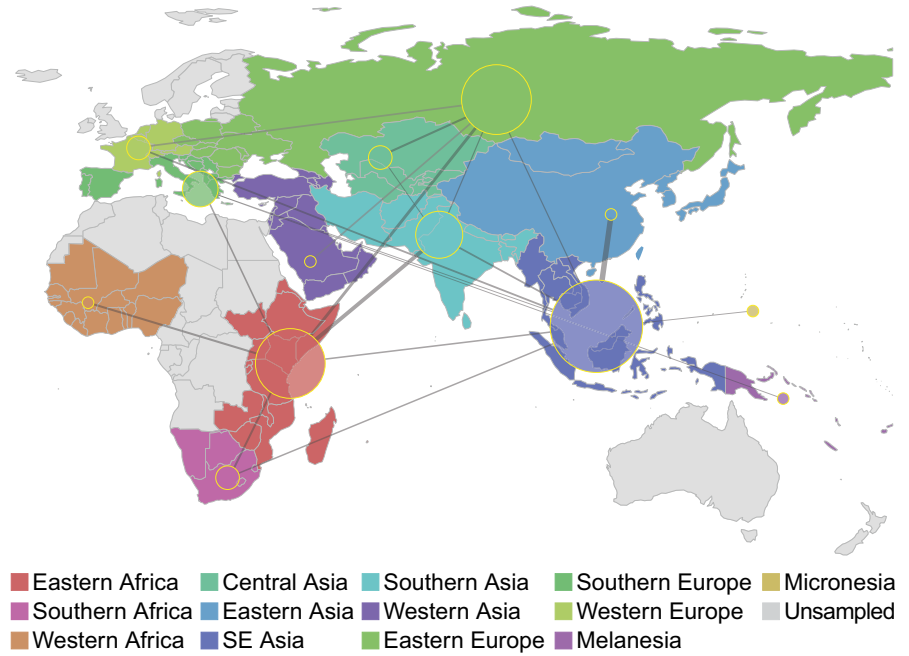 Eastern Africa Central Asia Southern Asia Southern Europe Micronesia
Southern Africa Eastern Asia Western Asia Western Europe Unsampled
Western Africa SE Asia Eastern Europe Melanesia